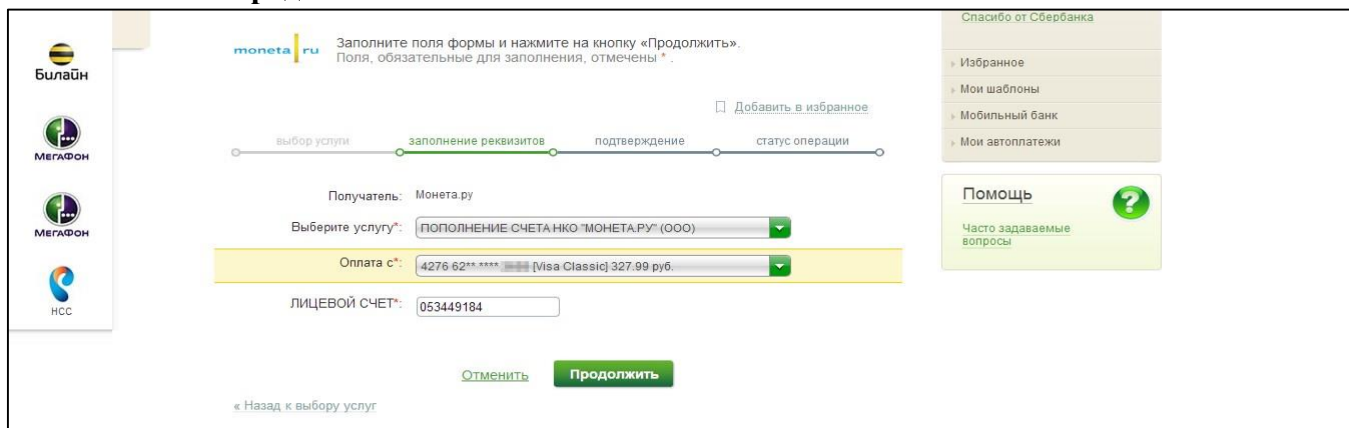 Спасибо от Сбербанка
Билайн
МЕГАФОН
МЕГАФОН
НСС
moneta ru
Заполните поля формы и нажмите на кнопку «Продолжить».
Поля, обязательные для заполнения, отмечены * .
Добавить в избранное
выбор услуги заполнение реквизитов подтверждение статус операции
Получатель: Монета.ру
Выберите услугу*: ПОПОЛНЕНИЕ СЧЕТА НКО "МОНЕТА.РУ" (ООО)
Оплата с*: 4276 62** **** [Visa Classic] 327.99 руб.
ЛИЦЕВОЙ СЧЕТ*: 053449184
Отменить Продолжить
« Назад к выбору услуг
Избранное
Мои шаблоны
Мобильный банк
Мои автоплатежи
Помощь
?
Часто задаваемые
вопросы